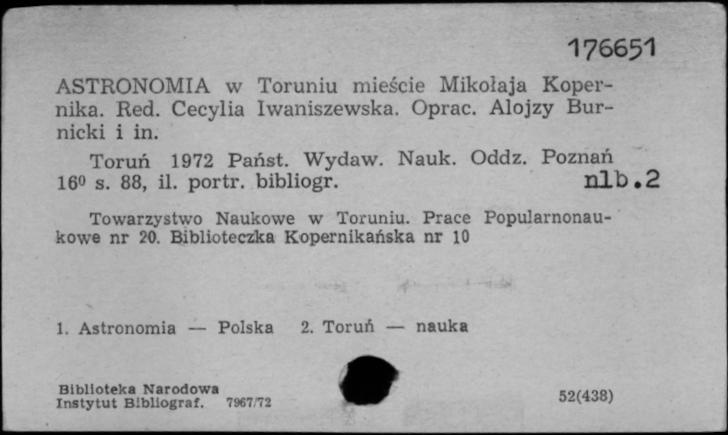 176651
ASTRONOMIA w Toruniu mieście Mikołaja Koper-
nika. Red. Cecylia Iwaniszewska. Oprac. Alojzy Bur-
nicki i in.
Toruń 1972 Państ. Wydaw. Nauk. Oddz. Poznań
16⁰ s. 88, il. portr. bibliogr. nlb.2
Towarzystwo Naukowe w Toruniu. Prace Popularnonau-
kowe nr 20. Biblioteczka Kopernikańska nr 10
1. Astronomia — Polska 2. Toruń — nauka
Biblioteka Narodowa
Instytut Bibliograf. 7967/72 52(438)